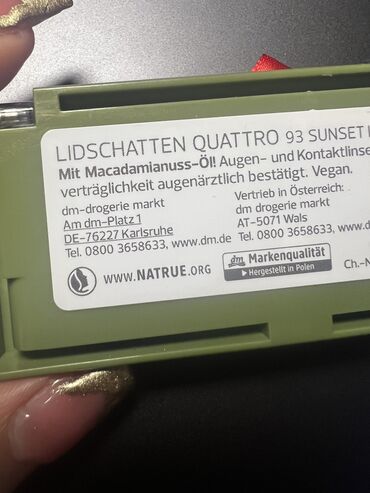 LIDSCHATTEN QUATTRO 93 SUNSET
Mit Macadamianuss-Öl! Augen- und Kontaktlinse
verträglichkeit augenärztlich bestätigt. Vegan.
dm-drogerie markt
Am dm-Platz 1
DE-76227 Karlsruhe
Tel. 0800 3658633, www.dm.de
Vertrieb in Österreich:
dm drogerie markt
AT-5071 Wals
Tel. 0800 3658633,
WWW.NATRUE.ORG
dm Markenqualität
Hergestellt in Polen
Ch.-N